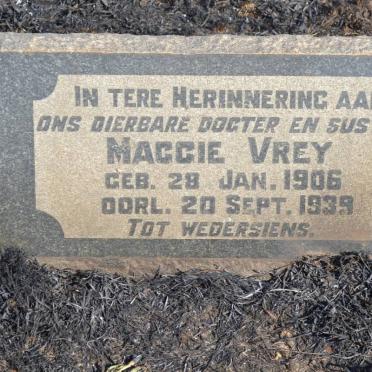 IN TERE HERINNERING AAN
ONS DIERBARE DOGTER EN SUS
MAGGIE VREY
GEB. 28 JAN. 1906
OORL. 20 SEPT. 1939
TOT WEDERSIENS.